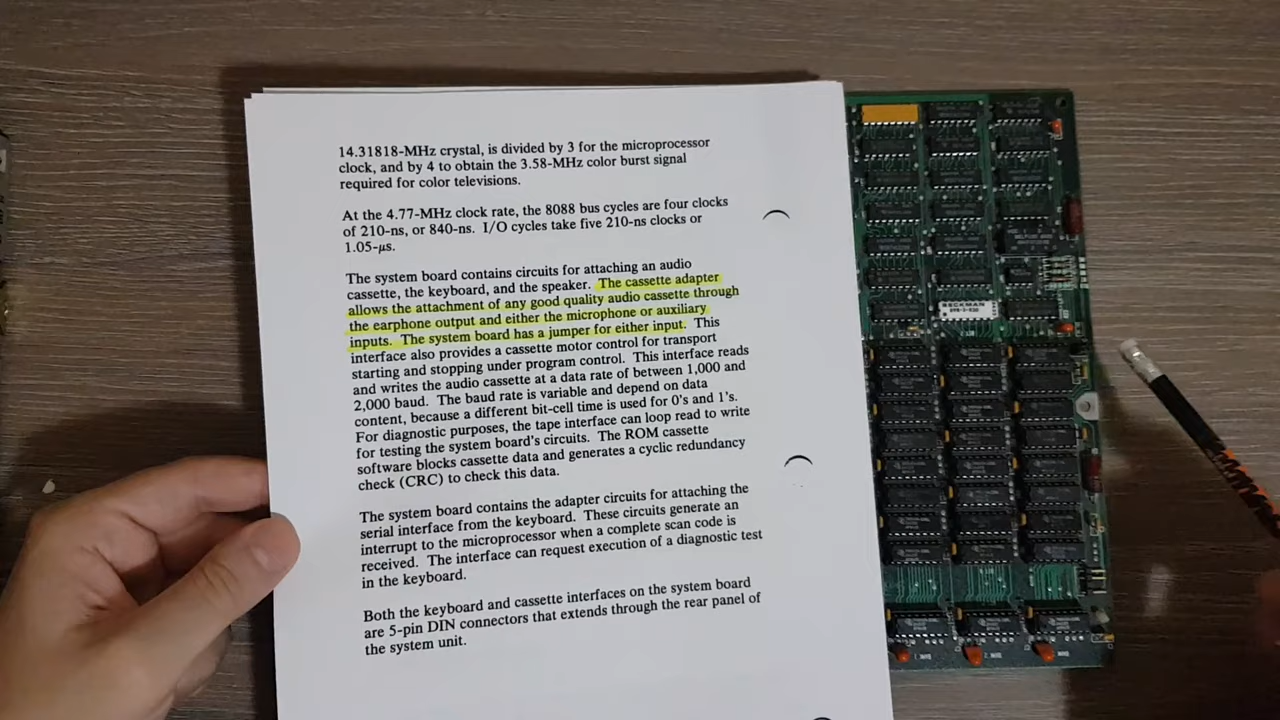 14.31818-MHz crystal, is divided by 3 for the microprocessor
clock, and by 4 to obtain the 3.58-MHz color burst signal
required for color televisions.
At the 4.77-MHz clock rate, the 8088 bus cycles are four clocks
of 210-ns, or 840-ns. I/O cycles take five 210-ns clocks or
1.05-μs.
The system board contains circuits for attaching an audio
cassette, the keyboard, and the speaker. The cassette adapter
allows the attachment of any good quality audio cassette through
the earphone output and either the microphone or auxiliary
inputs. The system board has a jumper for either input. This
interface also provides a cassette motor control for transport
starting and stopping under program control. This interface reads
and writes the audio cassette at a data rate of between 1,000 and
2,000 baud. The baud rate is variable and depend on data
content, because a different bit-cell time is used for 0's and 1's.
For diagnostic purposes, the tape interface can loop read to write
for testing the system board's circuits. The ROM cassette
software blocks cassette data and generates a cyclic redundancy
check (CRC) to check this data.
The system board contains the adapter circuits for attaching the
serial interface from the keyboard. These circuits generate an
interrupt to the microprocessor when a complete scan code is
received. The interface can request execution of a diagnostic test
in the keyboard.
Both the keyboard and cassette interfaces on the system board
are 5-pin DIN connectors that extends through the rear panel of
the system unit.
BECKMAN